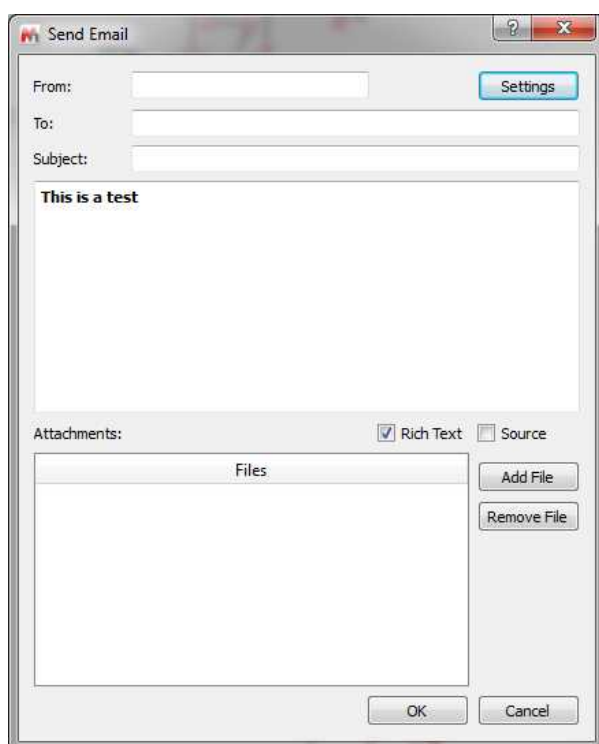 Send Email
From:
Settings
To:
Subject:
This is a test
Attachments:
Rich Text
Source
Files
Add File
Remove File
OK
Cancel